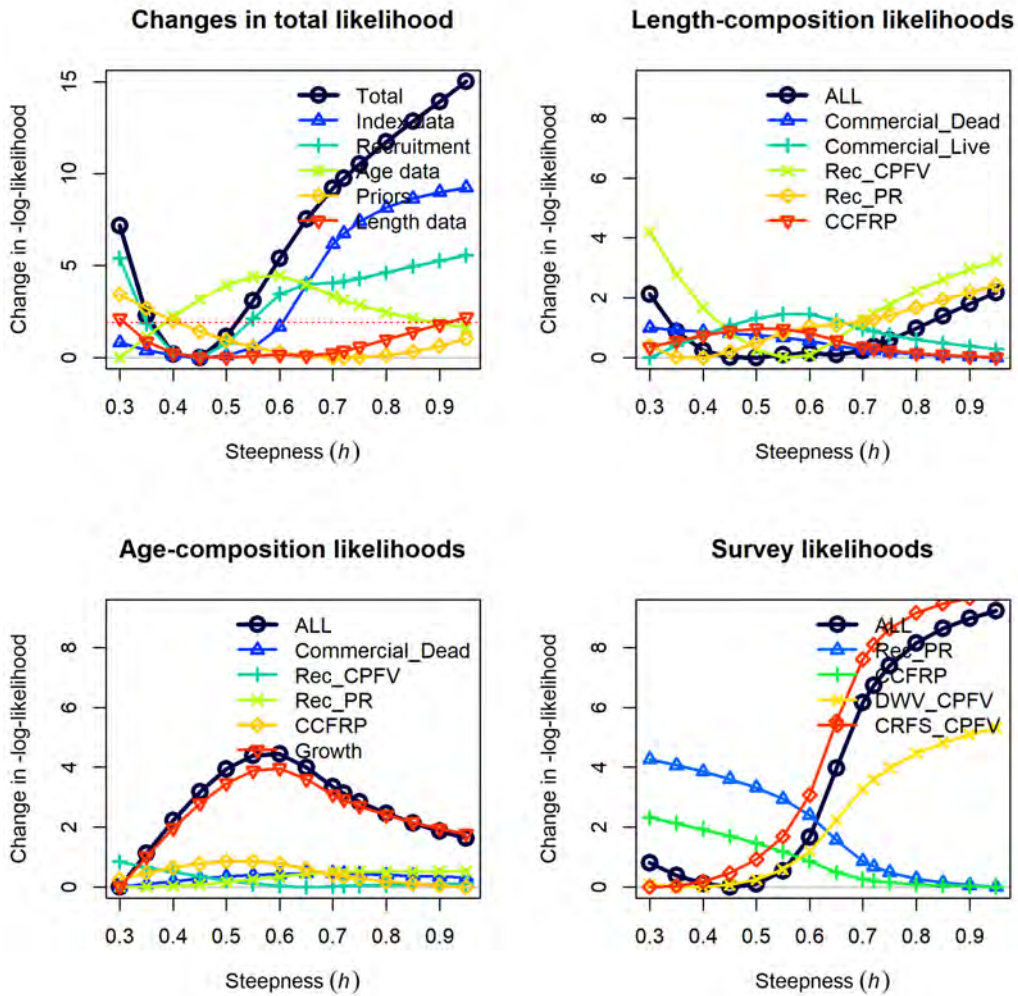 Changes in total likelihood
Change in -log-likelihood
15
10
5
0
Total
Index data
Recruitment
Age data
Priors
Length data
0.3 0.4 0.5 0.6 0.7 0.8 0.9
Steepness (h)
Length-composition likelihoods
Change in -log-likelihood
8
6
4
2
0
ALL
Commercial_Dead
Commercial_Live
Rec_CPFV
Rec_PR
CCFRP
0.3 0.4 0.5 0.6 0.7 0.8 0.9
Steepness (h)
Age-composition likelihoods
Change in -log-likelihood
8
6
4
2
0
ALL
Commercial_Dead
Rec_CPFV
Rec_PR
CCFRP
Growth
0.3 0.4 0.5 0.6 0.7 0.8 0.9
Steepness (h)
Survey likelihoods
Change in -log-likelihood
8
6
4
2
0
ALL
Rec_PR
CCFRP
DWV_CPFV
CRFS_CPFV
0.3 0.4 0.5 0.6 0.7 0.8 0.9
Steepness (h)